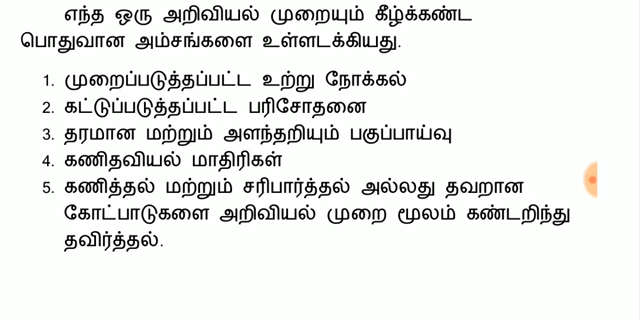 எந்த ஒரு அறிவியல் முறையும் கீழ்க்கண்ட
பொதுவான அம்சங்களை உள்ளடக்கியது.
1. முறைப்படுத்தப்பட்ட உற்று நோக்கல்
2. கட்டுப்படுத்தப்பட்ட பரிசோதனை
3. தரமான மற்றும் அளந்தறியும் பகுப்பாய்வு
4. கணிதவியல் மாதிரிகள்
5. கணித்தல் மற்றும் சரிபார்த்தல் அல்லது தவறான
கோட்பாடுகளை அறிவியல் முறை மூலம் கண்டறிந்து
தவிர்த்தல்.